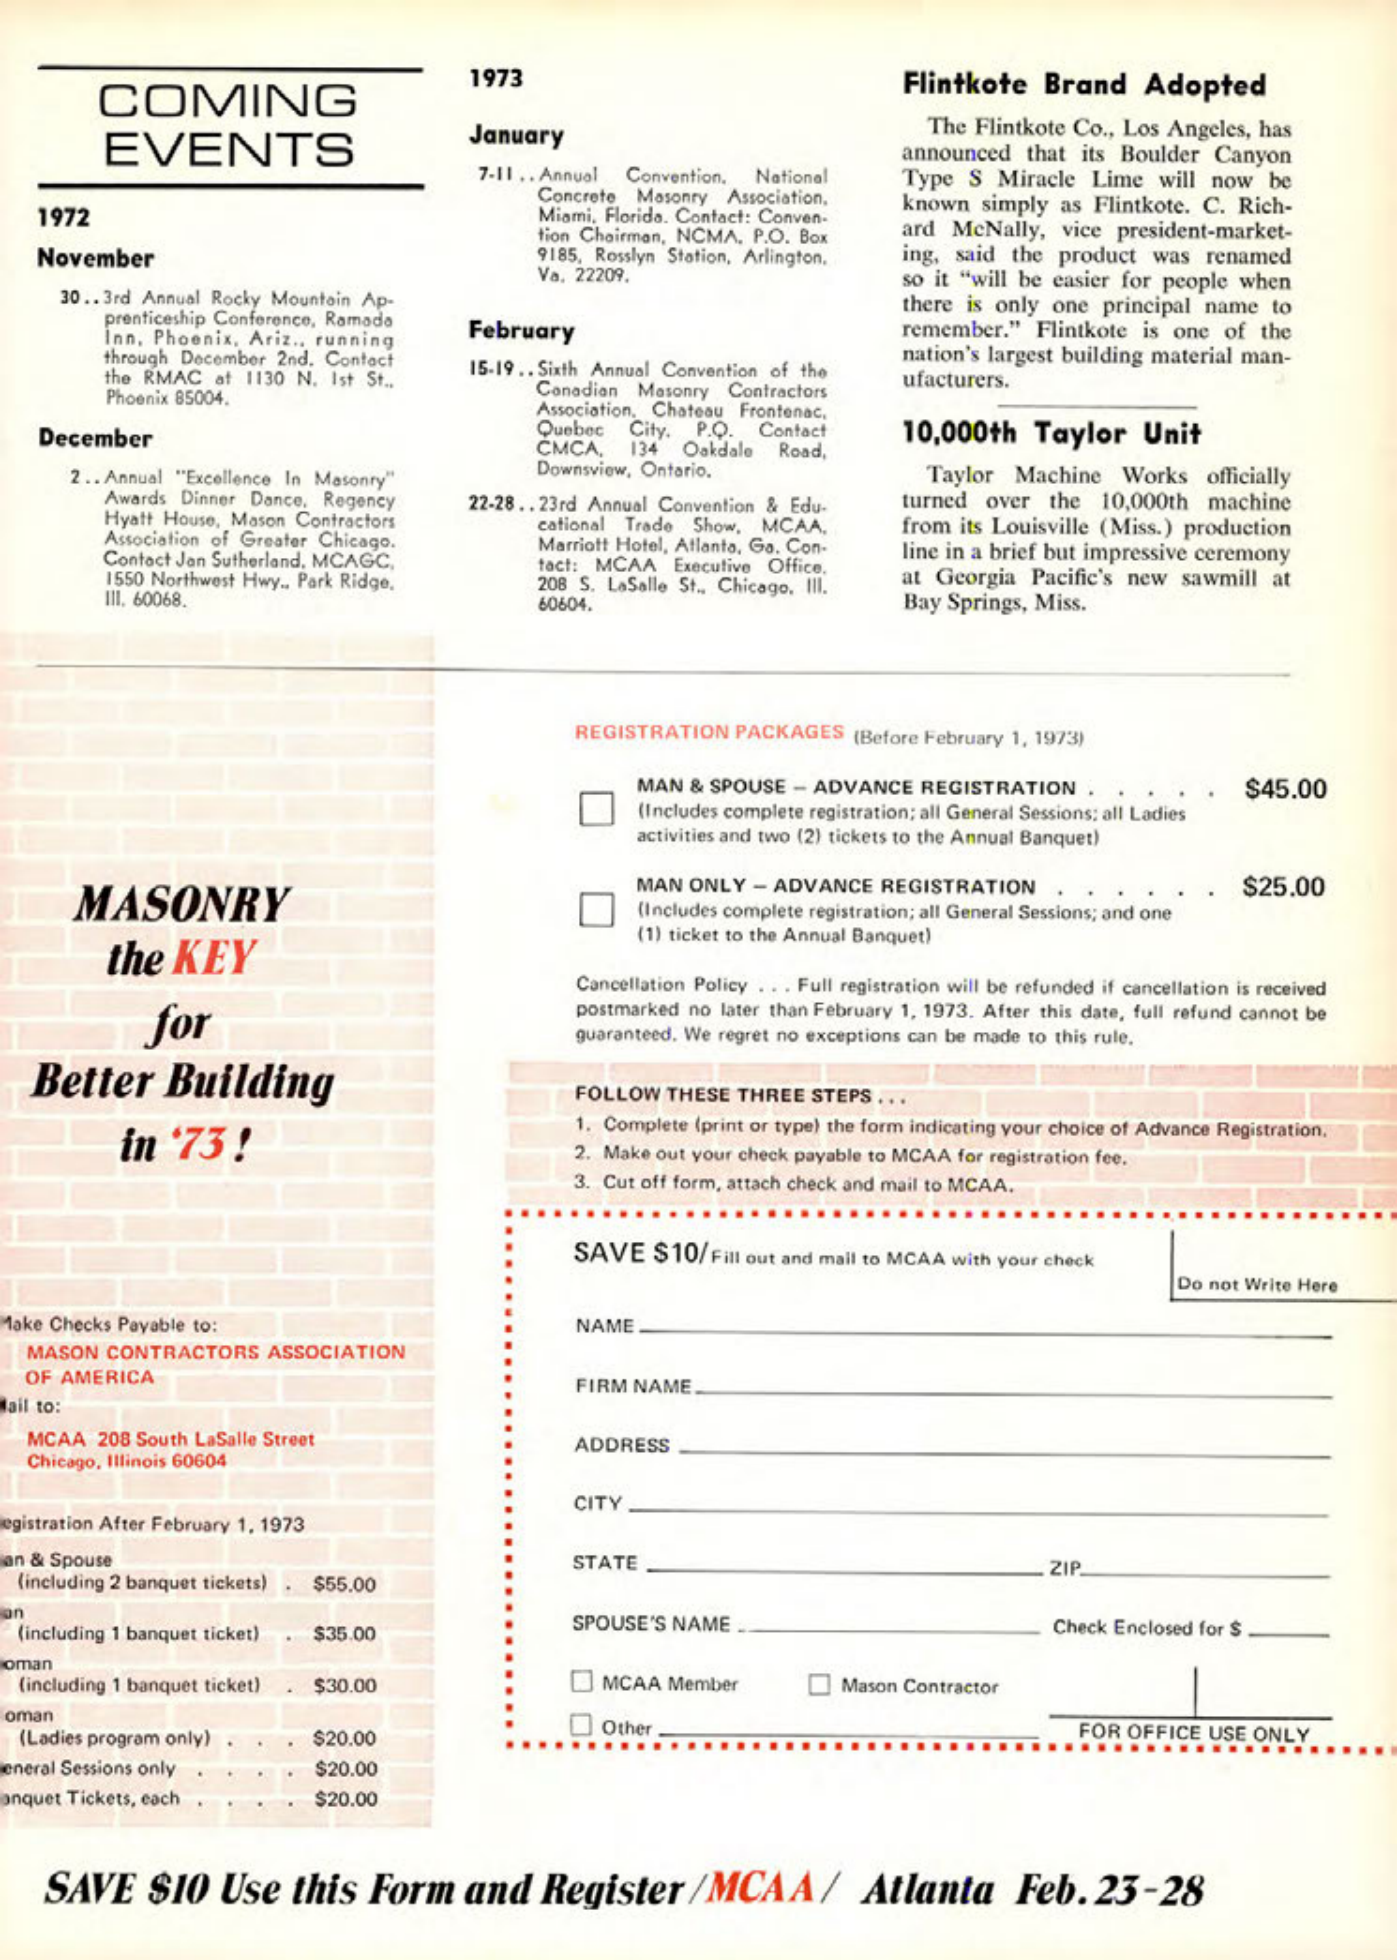 COMING
EVENTS
1972
November
30 . . 3rd Annual Rocky Mountain Ap-
prenticeship Conference, Ramada
Inn, Phoenix, Ariz., running
through December 2nd. Contact
the RMAC at 1130 N. 1st St.,
Phoenix 85004.
December
2 . . Annual "Excellence In Masonry"
Awards Dinner Dance, Regency
Hyatt House, Mason Contractors
Association of Greater Chicago.
Contact Jan Sutherland, MCAGC,
1550 Northwest Hwy., Park Ridge,
Ill. 60068.
1973
January
7-11 . . Annual Convention, National
Concrete Masonry Association,
Miami, Florida. Contact: Conven-
tion Chairman, NCMA, P.O. Box
9185, Rosslyn Station, Arlington,
Va. 22209.
February
15-19 . . Sixth Annual Convention of the
Canadian Masonry Contractors
Association, Chateau Frontenac,
Quebec City, P.Q. Contact
CMCA, 134 Oakdale Road,
Downsview, Ontario.
22-28 . . 23rd Annual Convention & Edu-
cational Trade Show, MCAA,
Marriott Hotel, Atlanta, Ga. Con-
tact: MCAA Executive Office,
208 S. LaSalle St., Chicago, Ill.
60604.
Flintkote Brand Adopted
The Flintkote Co., Los Angeles, has
announced that its Boulder Canyon
Type S Miracle Lime will now be
known simply as Flintkote. C. Rich-
ard McNally, vice president-market-
ing, said the product was renamed
so it “will be easier for people when
there is only one principal name to
remember.” Flintkote is one of the
nation's largest building material man-
ufacturers.
10,000th Taylor Unit
Taylor Machine Works officially
turned over the 10,000th machine
from its Louisville (Miss.) production
line in a brief but impressive ceremony
at Georgia Pacific's new sawmill at
Bay Springs, Miss.
MASONRY
the KEY
for
Better Building
in '73 !
Make Checks Payable to:
MASON CONTRACTORS ASSOCIATION
OF AMERICA
ail to:
MCAA 208 South LaSalle Street
Chicago, Illinois 60604
egistration After February 1, 1973
an & Spouse
(including 2 banquet tickets) . $55.00
an
(including 1 banquet ticket) . $35.00
oman
(including 1 banquet ticket) . $30.00
oman
(Ladies program only) . . . $20.00
eneral Sessions only . . . . $20.00
anquet Tickets, each . . . . $20.00
REGISTRATION PACKAGES (Before February 1, 1973)
MAN & SPOUSE – ADVANCE REGISTRATION . . . . . $45.00
(Includes complete registration; all General Sessions; all Ladies
activities and two (2) tickets to the Annual Banquet)
MAN ONLY – ADVANCE REGISTRATION . . . . . . $25.00
(Includes complete registration; all General Sessions; and one
(1) ticket to the Annual Banquet)
Cancellation Policy . . . Full registration will be refunded if cancellation is received
postmarked no later than February 1, 1973. After this date, full refund cannot be
guaranteed. We regret no exceptions can be made to this rule.
FOLLOW THESE THREE STEPS . . .
1. Complete (print or type) the form indicating your choice of Advance Registration.
2. Make out your check payable to MCAA for registration fee.
3. Cut off form, attach check and mail to MCAA.
SAVE $10/ Fill out and mail to MCAA with your check
Do not Write Here
NAME
FIRM NAME
ADDRESS
CITY
STATE ZIP
SPOUSE'S NAME Check Enclosed for $
MCAA Member Mason Contractor
Other
FOR OFFICE USE ONLY
SAVE $10 Use this Form and Register /MCAA/ Atlanta Feb. 23-28